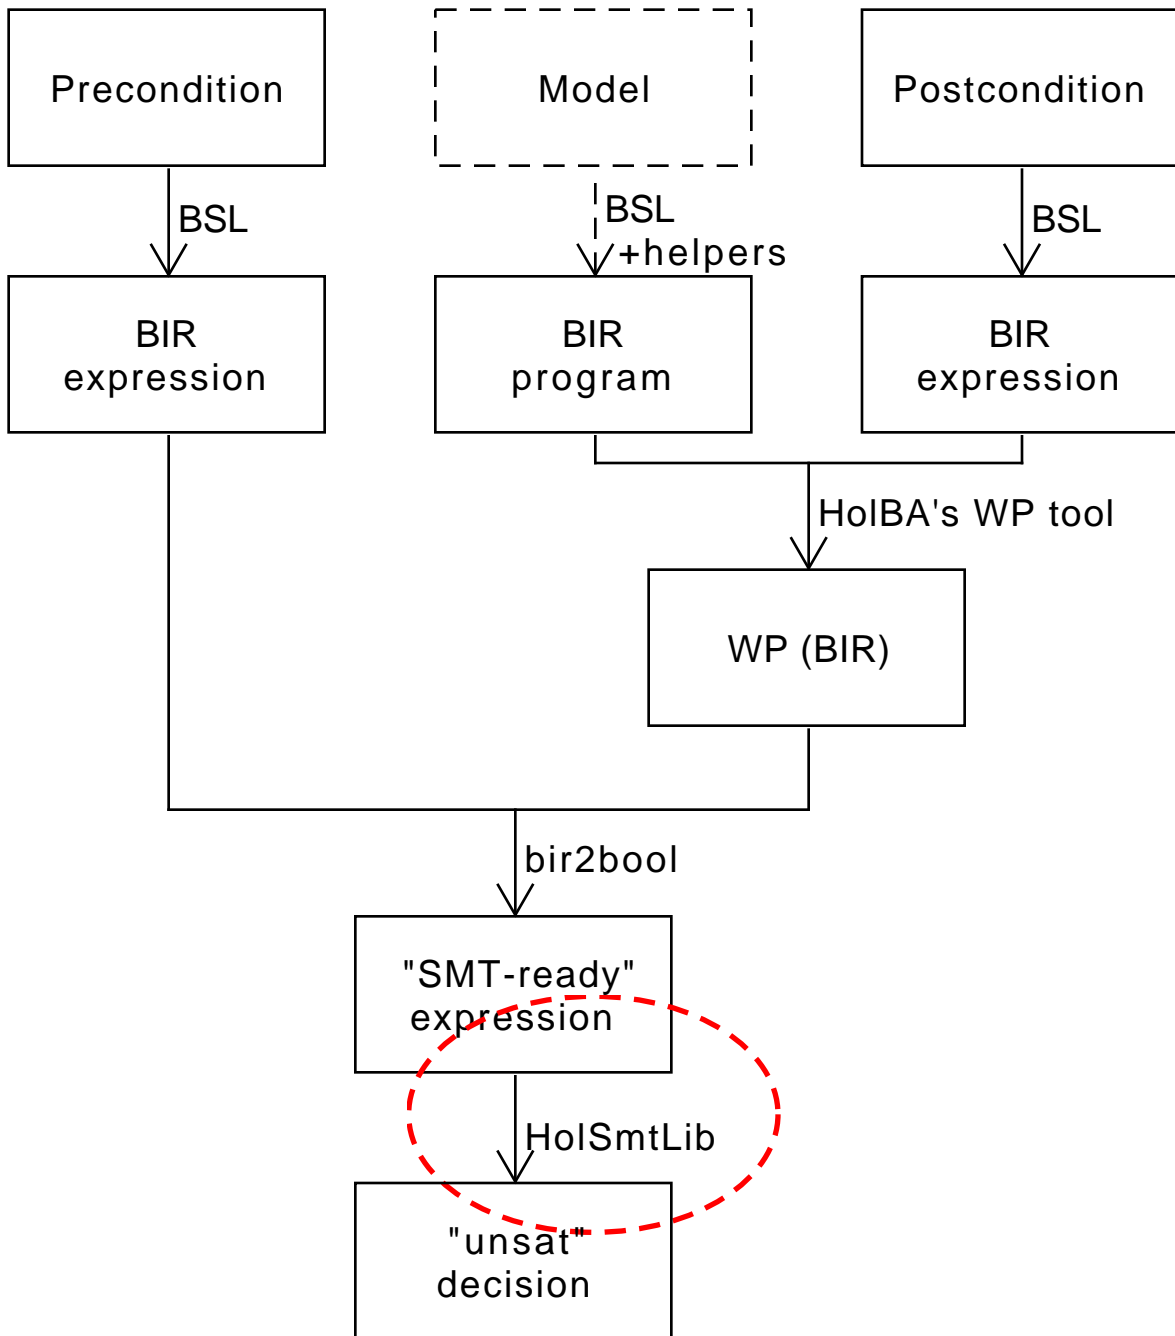 Precondition
Model
Postcondition
BSL
BSL
+helpers
BSL
BIR
expression
BIR
program
BIR
expression
HolBA's WP tool
WP (BIR)
bir2bool
"SMT-ready"
expression
HolSmtLib
"unsat"
decision